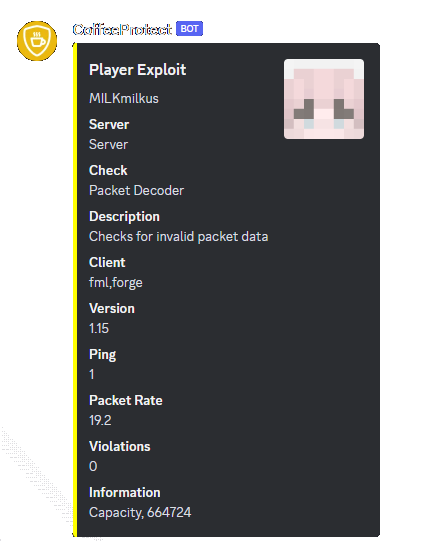 CoffeeProtect BOT
Player Exploit
MILKmilkus
Server
Server
Check
Packet Decoder
Description
Checks for invalid packet data
Client
fml,forge
Version
1.15
Ping
1
Packet Rate
19.2
Violations
0
Information
Capacity, 664724